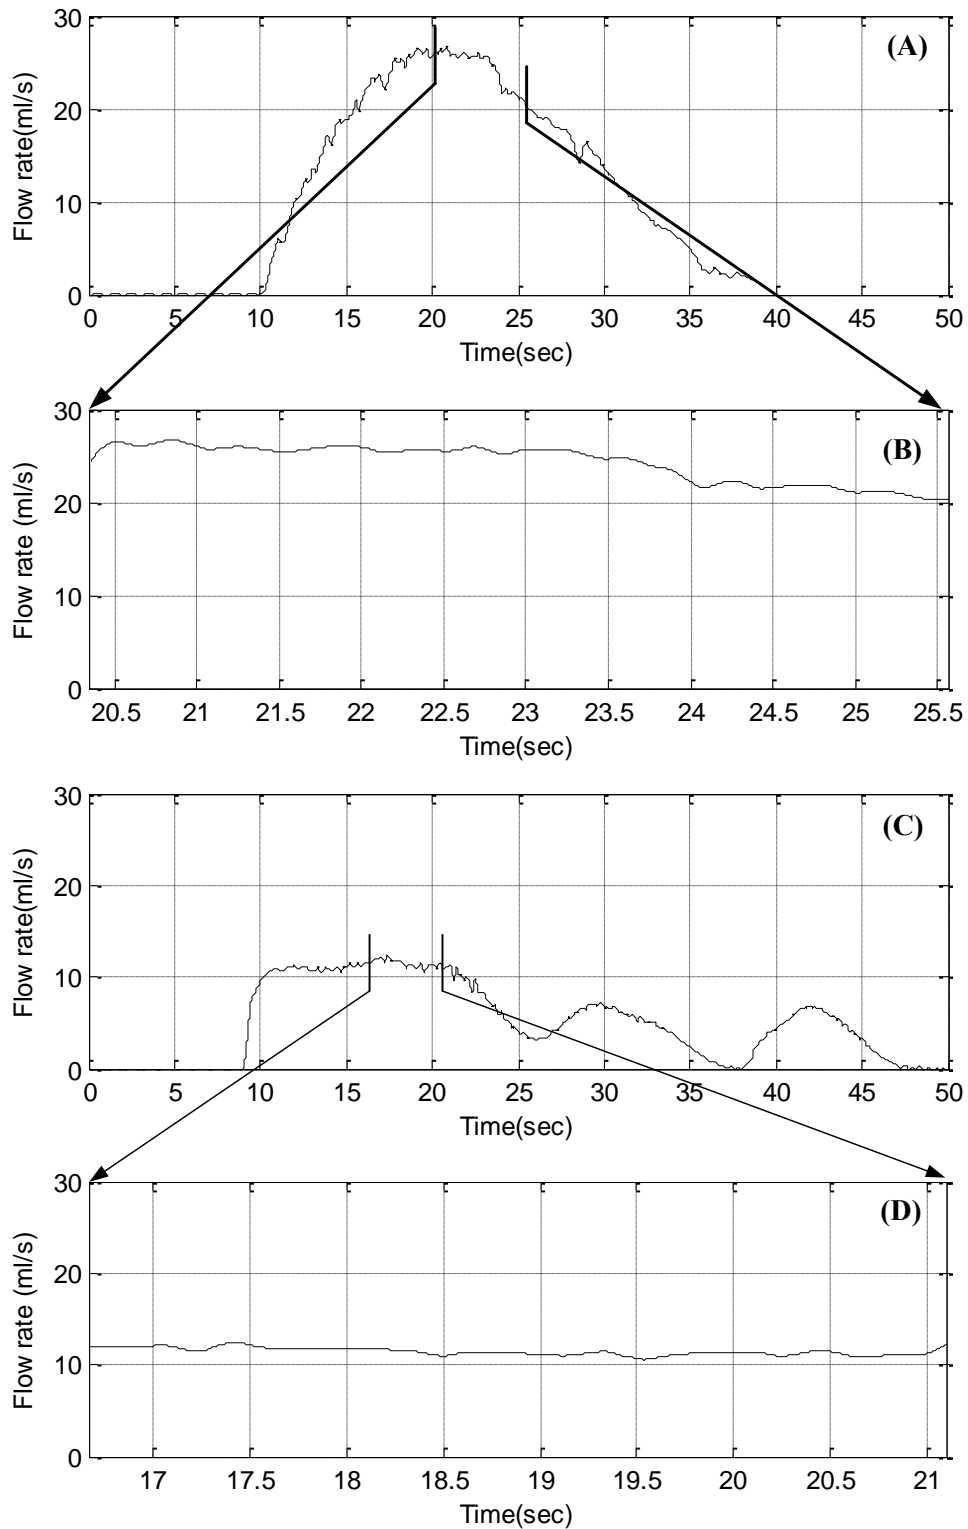 30
(A)
20
10
0
Flow rate(ml/s)
0 5 10 15 20 25 30 35 40 45 50
Time(sec)
30
(B)
20
10
0
Flow rate (ml/s)
20.5 21 21.5 22 22.5 23 23.5 24 24.5 25 25.5
Time(sec)
30
(C)
20
10
0
Flow rate(ml/s)
0 5 10 15 20 25 30 35 40 45 50
Time(sec)
30
(D)
20
10
0
Flow rate (ml/s)
17 17.5 18 18.5 19 19.5 20 20.5 21
Time(sec)